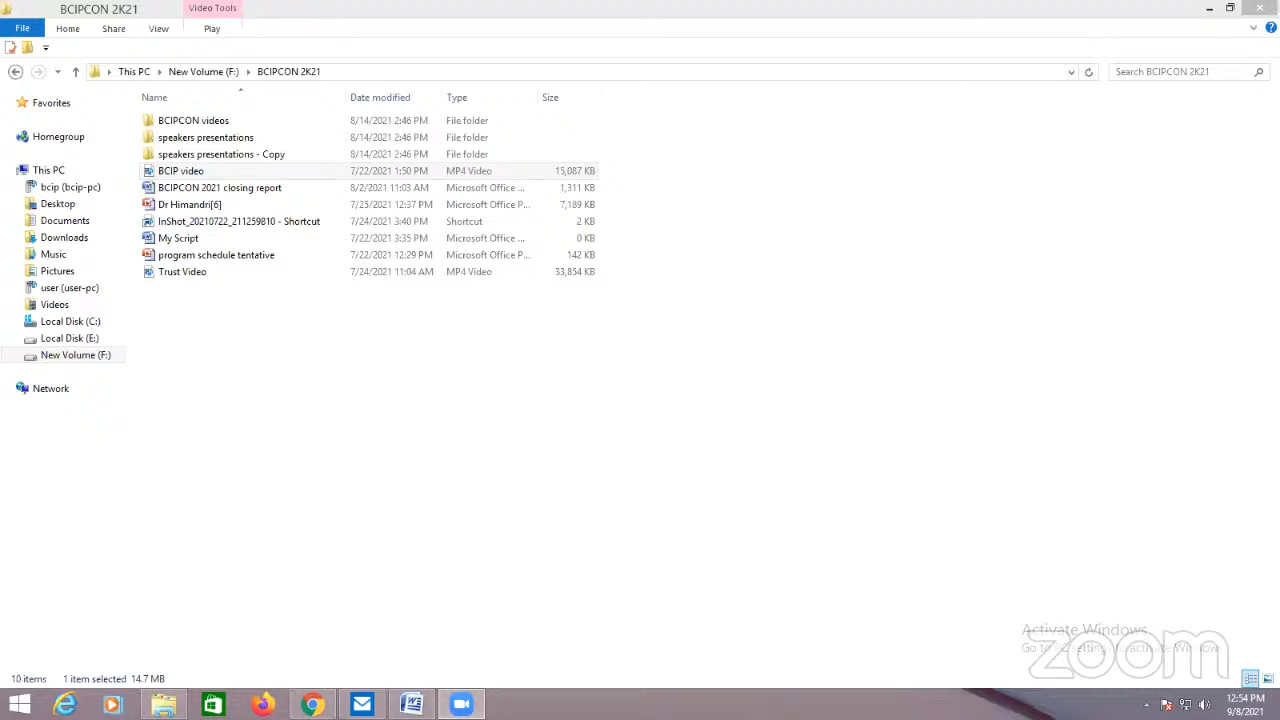 BCIPCON 2K21
Video Tools
File Home Share View Play
This PC New Volume (F:) BCIPCON 2K21
Search BCIPCON 2K21
Name Date modified Type Size
Favorites
Homegroup
This PC
bcip (bcip-pc)
Desktop
Documents
Downloads
Music
Pictures
user (user-pc)
Videos
Local Disk (C:)
Local Disk (E:)
New Volume (F:)
Network
BCIPCON videos 8/14/2021 2:46 PM File folder
speakers presentations 8/14/2021 2:46 PM File folder
speakers presentations - Copy 8/14/2021 2:46 PM File folder
BCIP video 7/22/2021 1:50 PM MP4 Video 15,087 KB
BCIPCON 2021 closing report 8/2/2021 11:03 AM Microsoft Office ... 1,311 KB
Dr Himandri[6] 7/25/2021 12:37 PM Microsoft Office P... 7,189 KB
InShot_20210722_211259810 - Shortcut 7/24/2021 3:40 PM Shortcut 2 KB
My Script 7/22/2021 3:35 PM Microsoft Office ... 0 KB
program schedule tentative 7/22/2021 12:29 PM Microsoft Office P... 142 KB
Trust Video 7/24/2021 11:04 AM MP4 Video 33,854 KB
Activate Windows
Go to PC settings to activate Windows.
zoom
10 items 1 item selected 14.7 MB
12:54 PM
9/8/2021